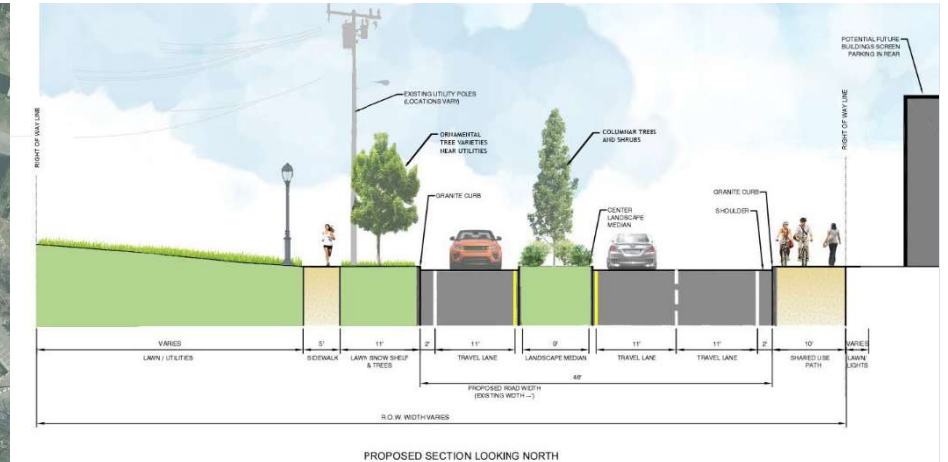 POTENTIAL FUTURE
BUILDINGS SCREEN
PARKING IN REAR
RIGHT OF WAY LINE
EXISTING UTILITY POLES
(LOCATIONS VARY)
ORNAMENTAL
TREE VARIETIES
NEAR UTILITIES
COLUMNAR TREES
AND SHRUBS
RIGHT OF WAY LINE
GRANITE CURB
GRANITE CURB
SHOULDER
CENTER
LANDSCAPE
MEDIAN
VARIES
5'
11'
2'
11'
11'
11'
2'
10'
VARIES
LAWN / UTILITIES
SIDEWALK
LAWN/ SNOW SHELF
& TREES
TRAVEL LANE
LANDSCAPE MEDIAN
TRAVEL LANE
TRAVEL LANE
SHARED USE
PATH
LAWN/
LIGHTS
48'
PROPOSED ROAD WIDTH
(EXISTING WIDTH --')
R.O.W. WIDTH VARIES
PROPOSED SECTION LOOKING NORTH